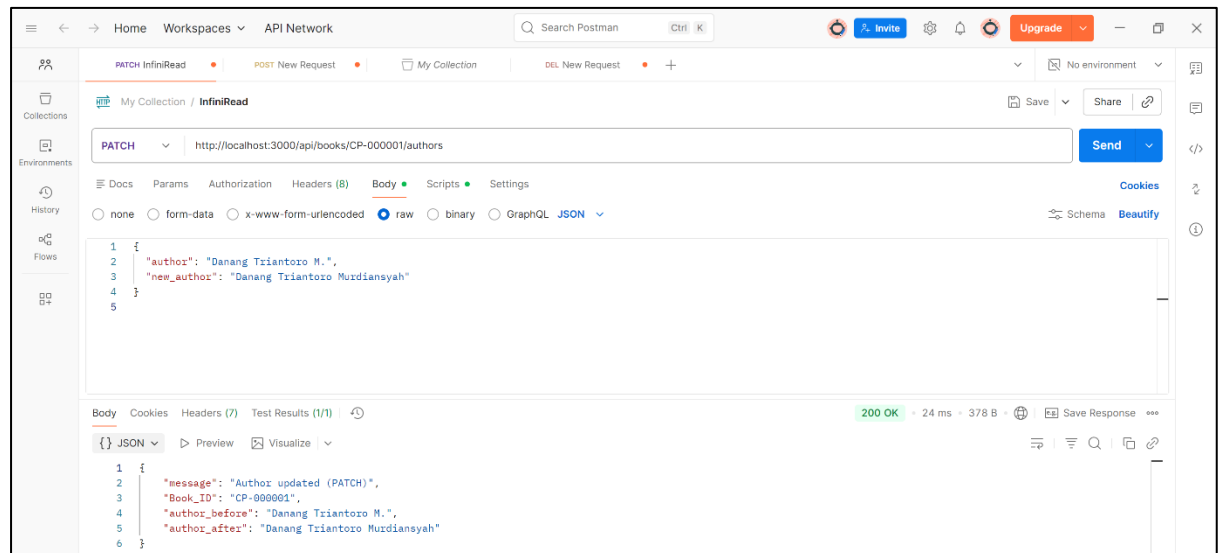 Home Workspaces API Network Search Postman Ctrl K Invite Upgrade
PATCH InfiniRead POST New Request My Collection DEL New Request + No environment
HTTP My Collection / InfiniRead Save Share
Collections
PATCH http://localhost:3000/api/books/CP-000001/authors Send
Environments
Docs Params Authorization Headers (8) Body Scripts Settings Cookies
History
none form-data x-www-form-urlencoded raw binary GraphQL JSON Schema Beautify
Flows
1 {
2 "author": "Danang Triantoro M.",
3 "new_author": "Danang Triantoro Murdiansyah"
4 }
5
Body Cookies Headers (7) Test Results (1/1) 200 OK • 24 ms • 378 B • e.g. Save Response
{} JSON Preview Visualize
1 {
2 "message": "Author updated (PATCH)",
3 "Book_ID": "CP-000001",
4 "author_before": "Danang Triantoro M.",
5 "author_after": "Danang Triantoro Murdiansyah"
6 }